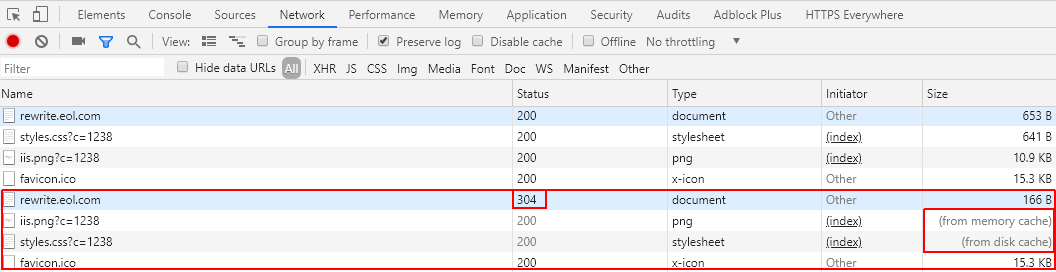 Elements Console Sources Network Performance Memory Application Security Audits Adblock Plus HTTPS Everywhere
View: Group by frame Preserve log Disable cache Offline No throttling
Filter Hide data URLs All XHR JS CSS Img Media Font Doc WS Manifest Other
Name Status Type Initiator Size
rewrite.eol.com 200 document Other 653 B
styles.css?c=1238 200 stylesheet (index) 641 B
iis.png?c=1238 200 png (index) 10.9 KB
favicon.ico 200 x-icon Other 15.3 KB
rewrite.eol.com 304 document Other 166 B
iis.png?c=1238 200 png (index) (from memory cache)
styles.css?c=1238 200 stylesheet (index) (from disk cache)
favicon.ico 200 x-icon Other 15.3 KB